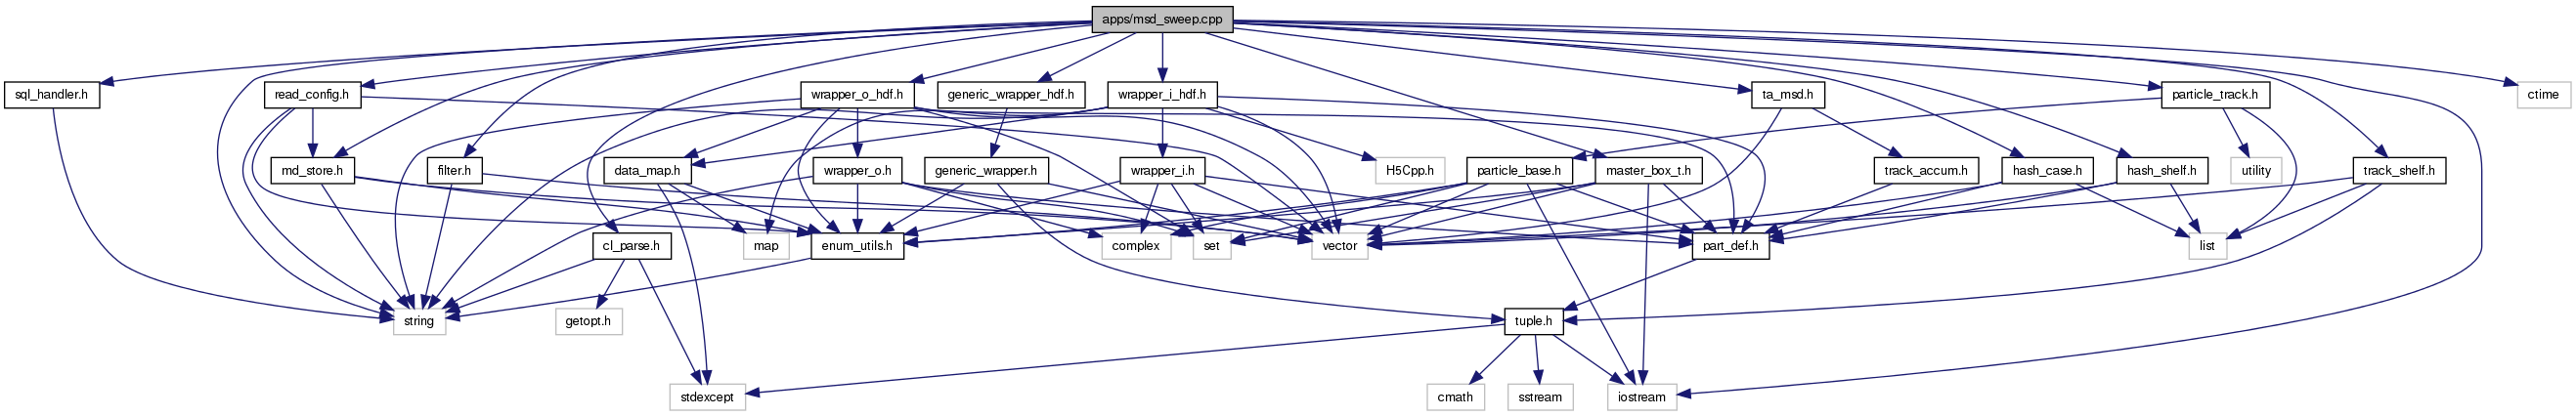 apps/msd_sweep.cpp
sql_handler.h
read_config.h
wrapper_o_hdf.h
generic_wrapper_hdf.h
wrapper_i_hdf.h
ta_msd.h
particle_track.h
ctime
md_store.h
filter.h
data_map.h
wrapper_o.h
generic_wrapper.h
wrapper_i.h
H5Cpp.h
particle_base.h
master_box_t.h
track_accum.h
hash_case.h
hash_shelf.h
utility
track_shelf.h
cl_parse.h
map
enum_utils.h
complex
set
vector
part_def.h
list
string
getopt.h
tuple.h
stdexcept
cmath
sstream
iostream